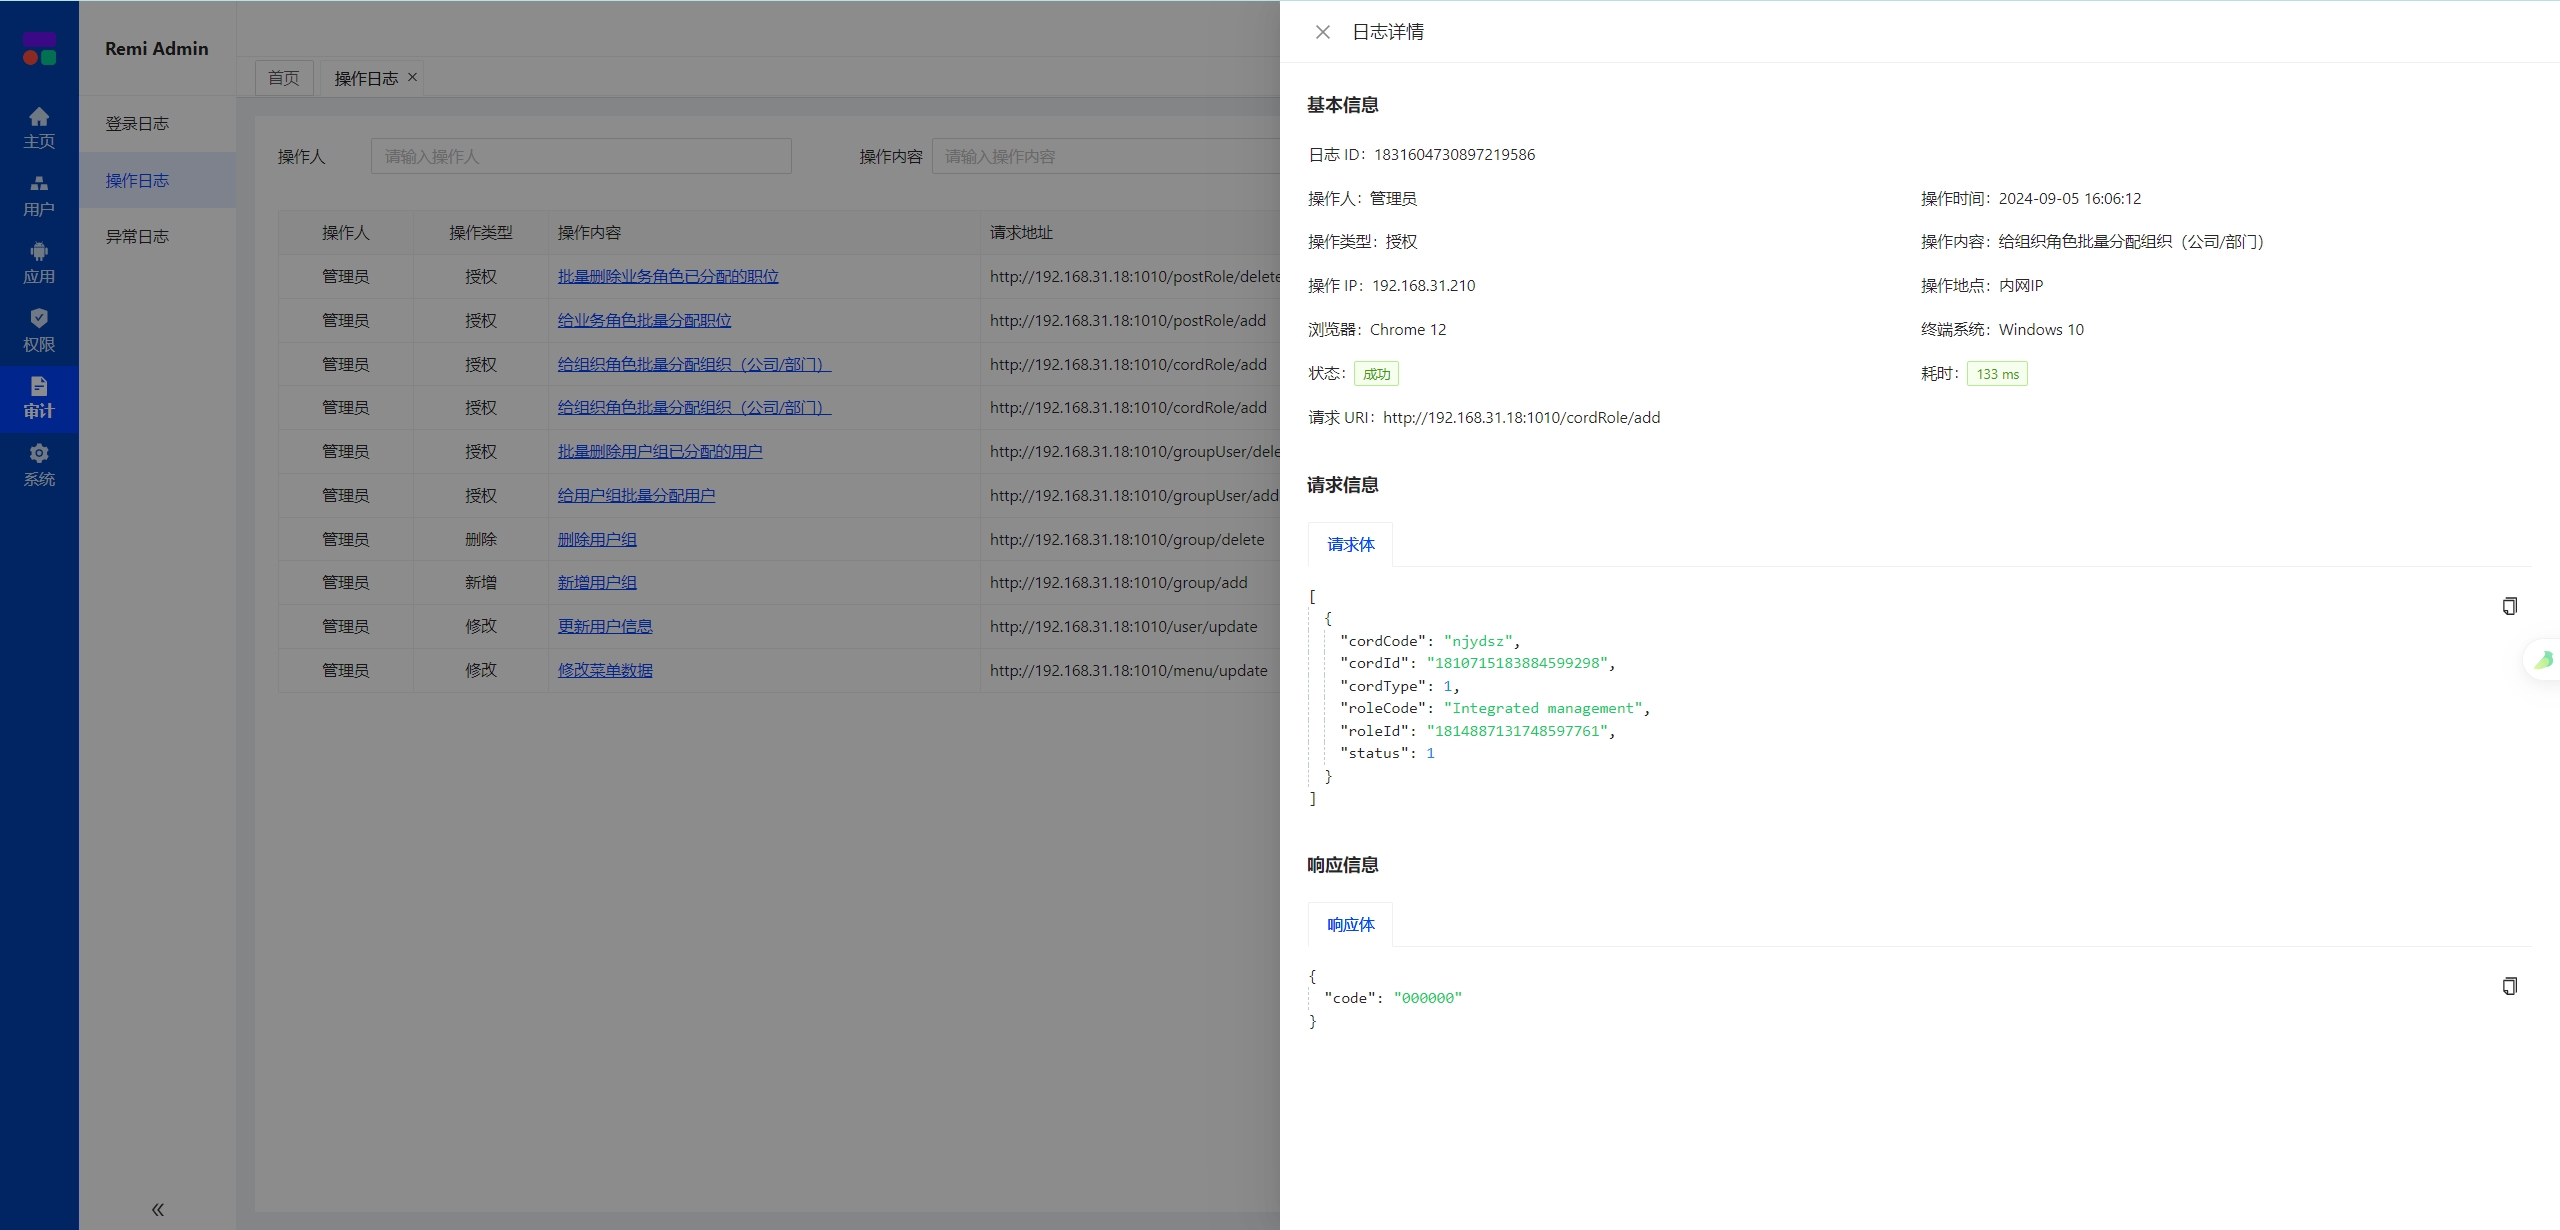 Remi Admin
主页
用户
应用
权限
审计
系统
登录日志
操作日志
异常日志
首页
操作日志
操作人 请输入操作人 操作内容 请输入操作内容
操作人 操作类型 操作内容 请求地址
管理员 授权 批量删除业务角色已分配的职位 http://192.168.31.18:1010/postRole/delete
管理员 授权 给业务角色批量分配职位 http://192.168.31.18:1010/postRole/add
管理员 授权 给组织角色批量分配组织（公司/部门） http://192.168.31.18:1010/cordRole/add
管理员 授权 给组织角色批量分配组织（公司/部门） http://192.168.31.18:1010/cordRole/add
管理员 授权 批量删除用户组已分配的用户 http://192.168.31.18:1010/groupUser/dele
管理员 授权 给用户组批量分配用户 http://192.168.31.18:1010/groupUser/add
管理员 删除 删除用户组 http://192.168.31.18:1010/group/delete
管理员 新增 新增用户组 http://192.168.31.18:1010/group/add
管理员 修改 更新用户信息 http://192.168.31.18:1010/user/update
管理员 修改 修改菜单数据 http://192.168.31.18:1010/menu/update
日志详情
基本信息
日志 ID：1831604730897219586
操作人：管理员 操作时间：2024-09-05 16:06:12
操作类型：授权 操作内容：给组织角色批量分配组织（公司/部门）
操作 IP：192.168.31.210 操作地点：内网IP
浏览器：Chrome 12 终端系统：Windows 10
状态：成功 耗时：133 ms
请求 URI：http://192.168.31.18:1010/cordRole/add
请求信息
请求体
[
{
"cordCode": "njydsz",
"cordId": "1810715183884599298",
"cordType": 1,
"roleCode": "Integrated management",
"roleId": "1814887131748597761",
"status": 1
}
]
响应信息
响应体
{
"code": "000000"
}